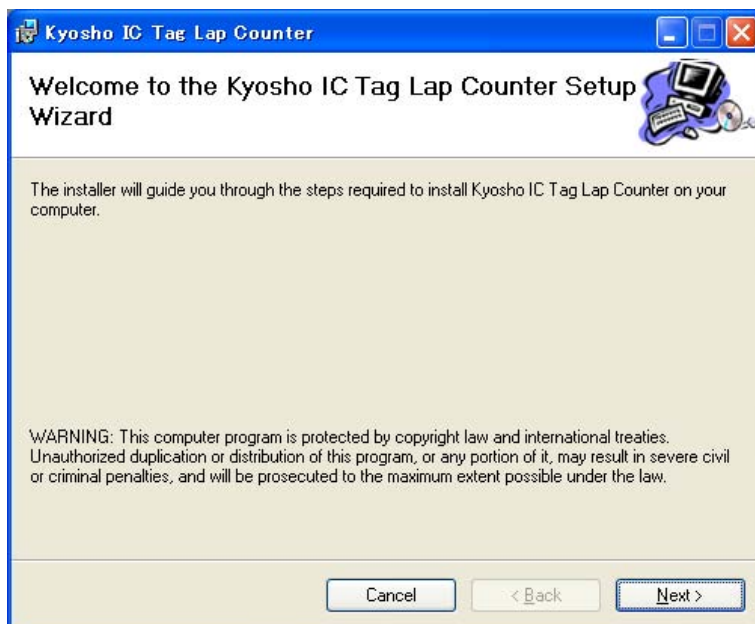 Kyosho IC Tag Lap Counter
Welcome to the Kyosho IC Tag Lap Counter Setup
Wizard
The installer will guide you through the steps required to install Kyosho IC Tag Lap Counter on your
computer.
WARNING: This computer program is protected by copyright law and international treaties.
Unauthorized duplication or distribution of this program, or any portion of it, may result in severe civil
or criminal penalties, and will be prosecuted to the maximum extent possible under the law.
Cancel < Back Next >